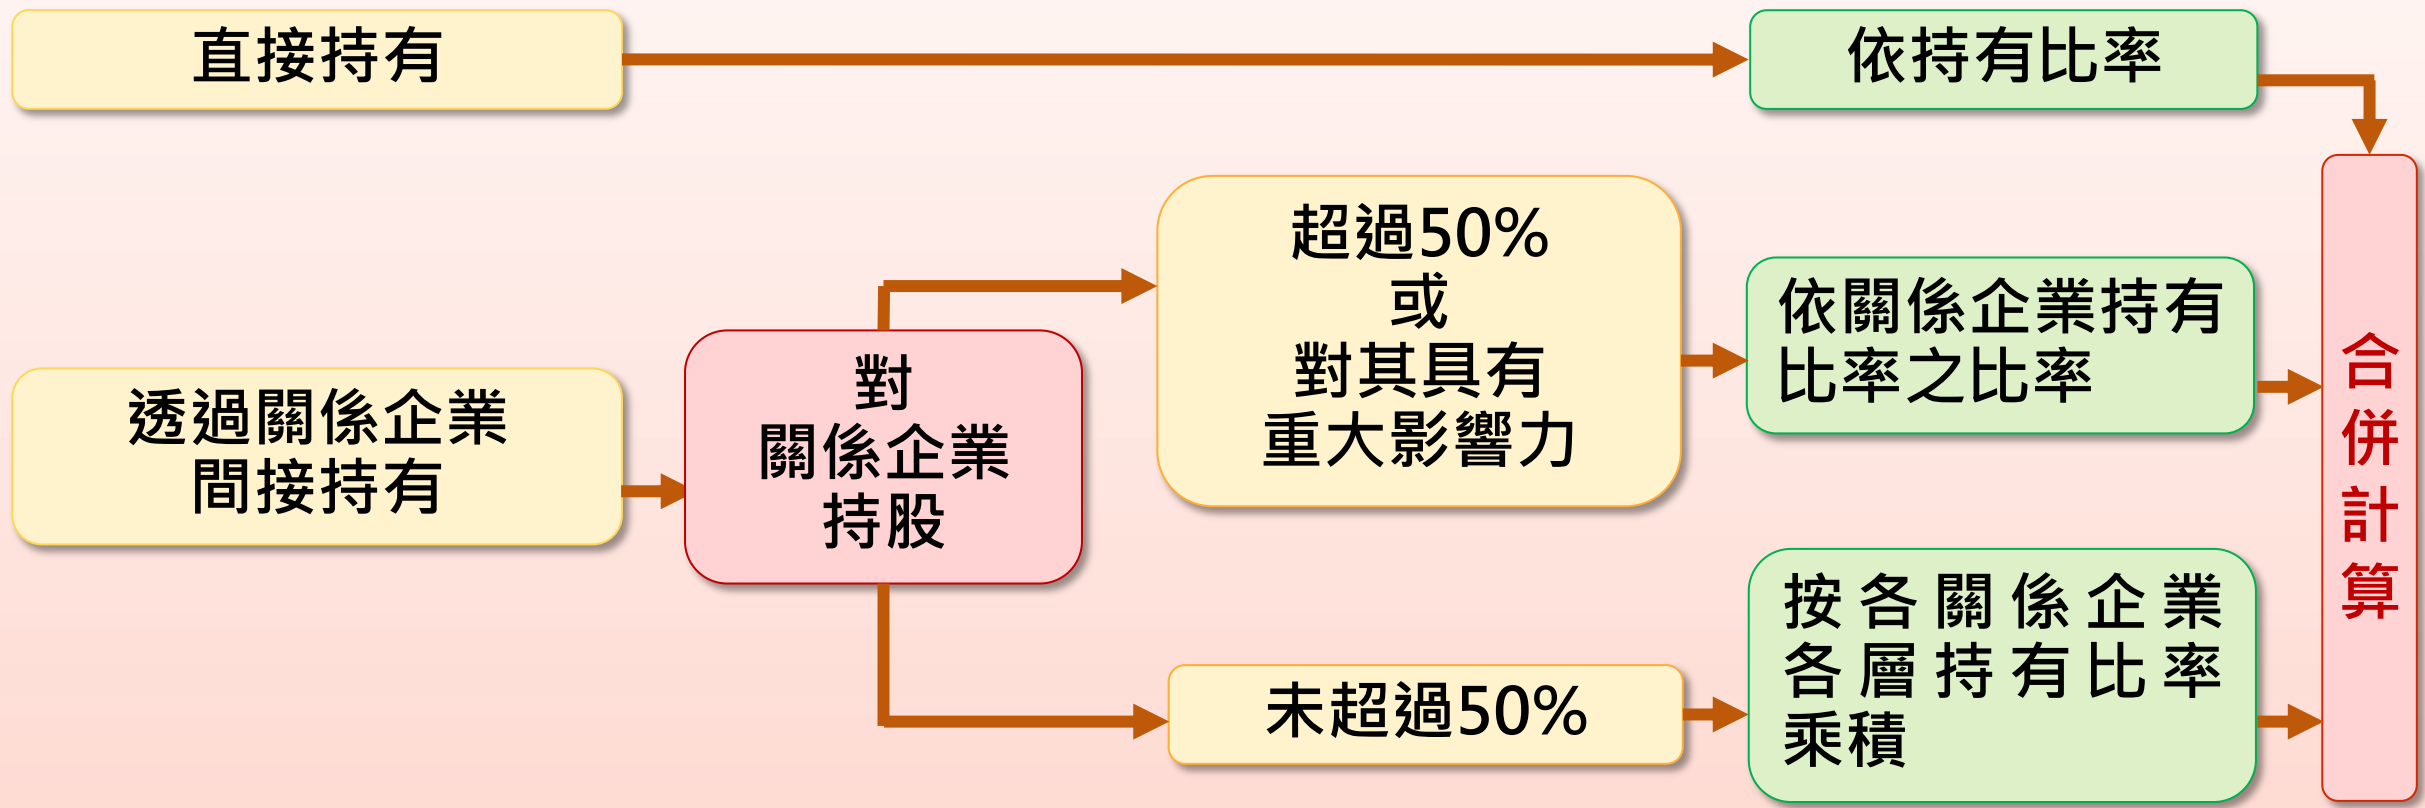 直接持有
依持有比率
透過關係企業
間接持有
對
關係企業
持股
超過50%
或
對其具有
重大影響力
依關係企業持有
比率之比率
未超過50%
按各關係企業
各層持有比率
乘積
合
併
計
算